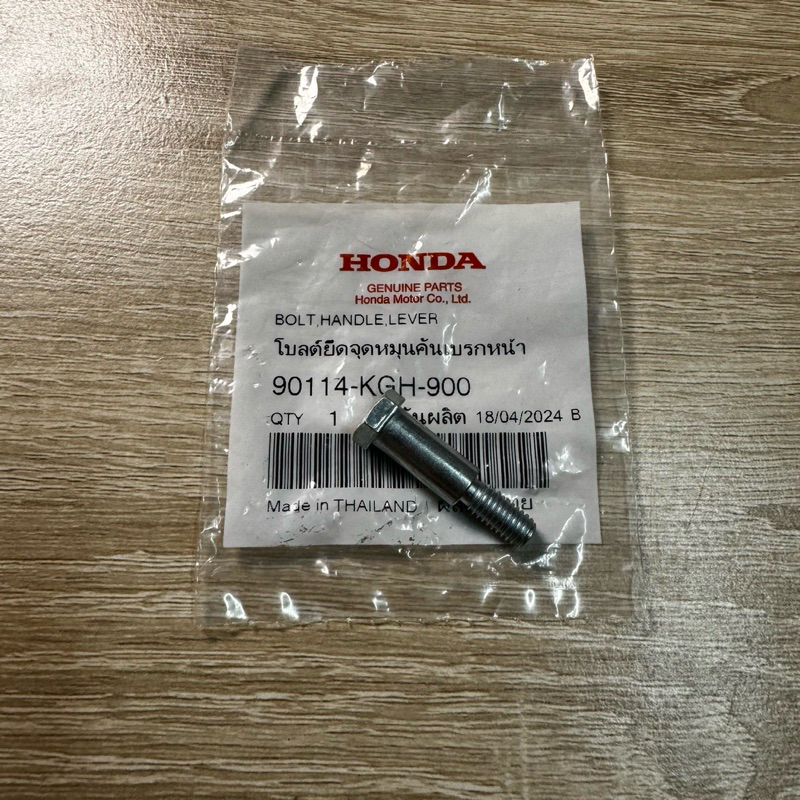 HONDA
GENUINE PARTS
Honda Motor Co., Ltd.
BOLT,HANDLE,LEVER
โบลต์ยึดจุดหมุนคันเบรกหน้า
90114-KGH-900
QTY 1 18/04/2024 B
Made in THAILAND